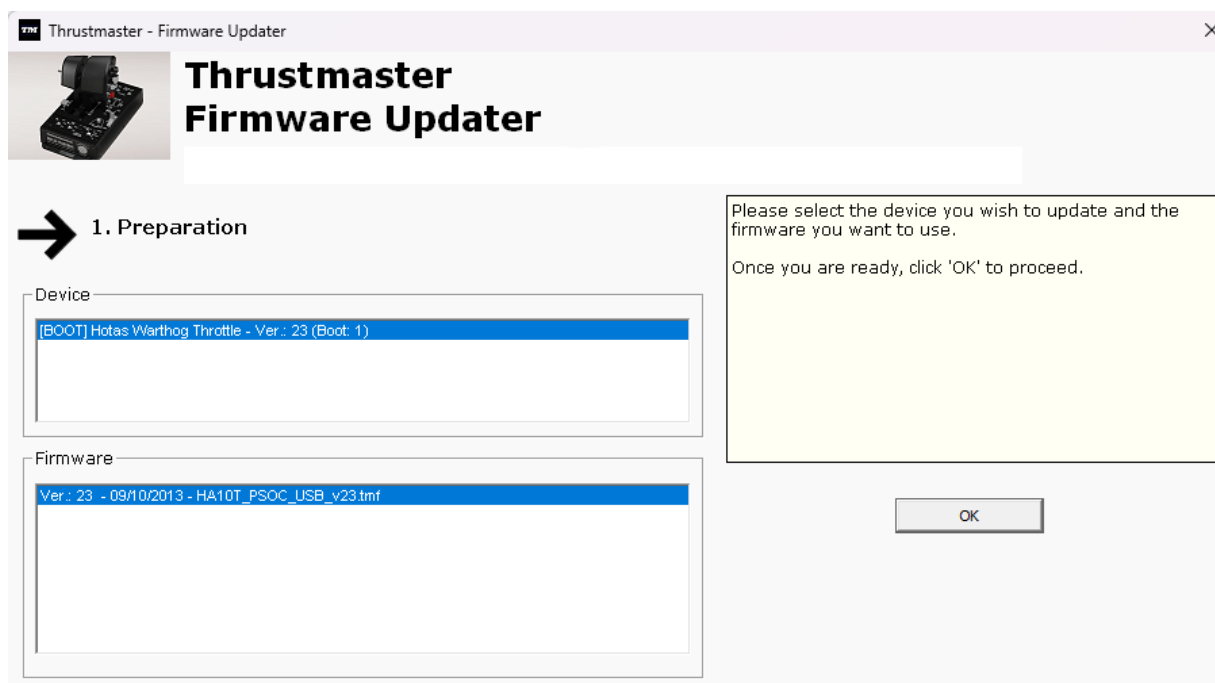 Thrustmaster - Firmware Updater
Thrustmaster
Firmware Updater
1. Preparation
Please select the device you wish to update and the
firmware you want to use.
Once you are ready, click 'OK' to proceed.
Device
[BOOT] Hotas Warthog Throttle - Ver.: 23 (Boot: 1)
Firmware
Ver.: 23 - 09/10/2013 - HA10T_PSOC_USB_v23.tmf
OK